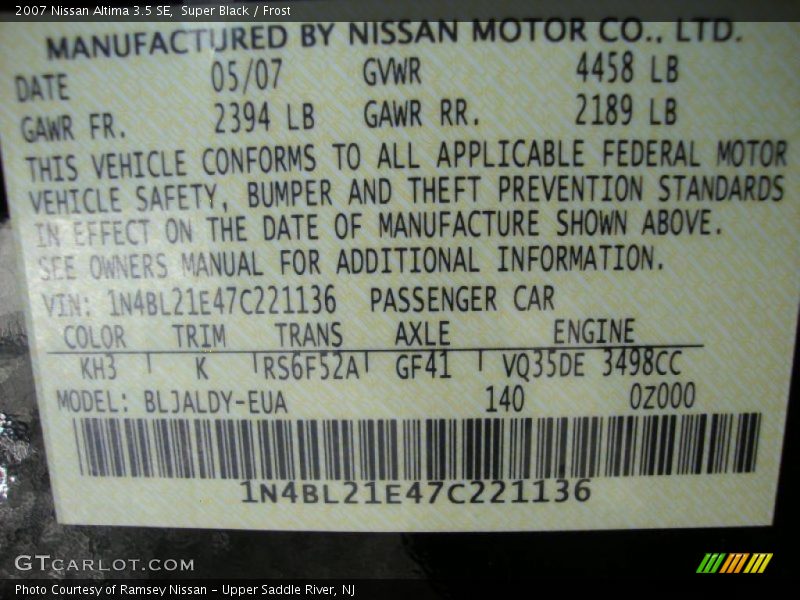 2007 Nissan Altima 3.5 SE, Super Black / Frost
MANUFACTURED BY NISSAN MOTOR CO., LTD.
DATE 05/07 GVWR 4458 LB
GAWR FR. 2394 LB GAWR RR. 2189 LB
THIS VEHICLE CONFORMS TO ALL APPLICABLE FEDERAL MOTOR
VEHICLE SAFETY, BUMPER AND THEFT PREVENTION STANDARDS
IN EFFECT ON THE DATE OF MANUFACTURE SHOWN ABOVE.
SEE OWNERS MANUAL FOR ADDITIONAL INFORMATION.
VIN: 1N4BL21E47C221136 PASSENGER CAR
COLOR TRIM TRANS AXLE ENGINE
KH3 K RS6F52A GF41 VQ35DE 3498CC
MODEL: BLJALDY-EUA 140 0Z000
1N4BL21E47C221136
GTCARLOT.COM
Photo Courtesy of Ramsey Nissan - Upper Saddle River, NJ